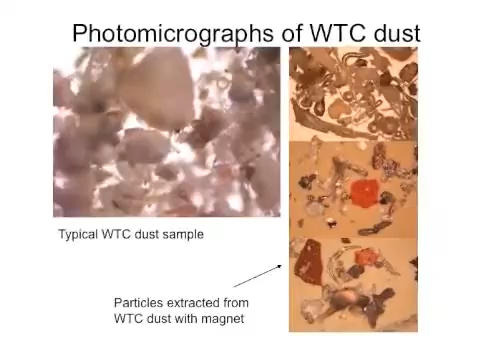 Photomicrographs of WTC dust
Typical WTC dust sample
Particles extracted from
WTC dust with magnet